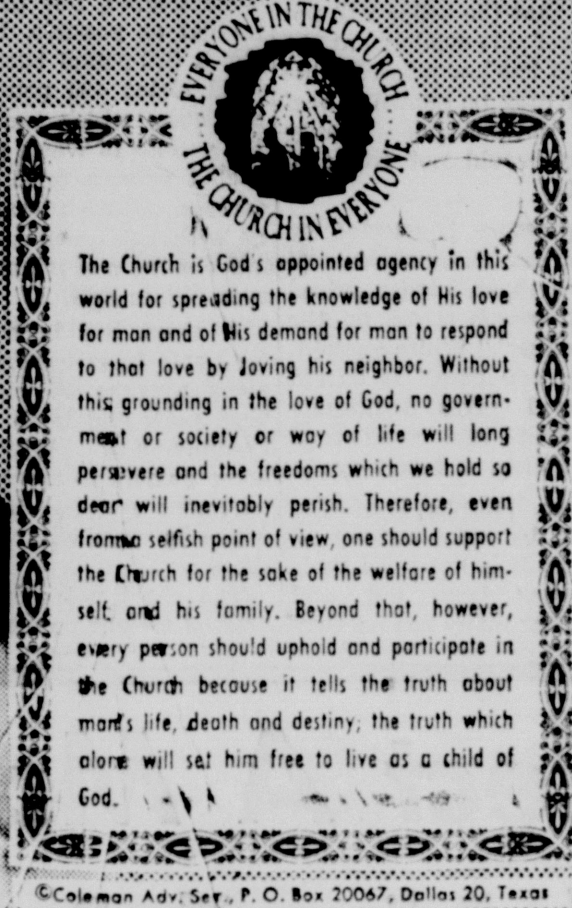 EVERYONE IN THE CHURCH
THE CHURCH IN EVERYONE
The Church is God's appointed agency in this
world for spreading the knowledge of His love
for man and of His demand for man to respond
to that love by loving his neighbor. Without
this grounding in the love of God, no govern-
ment or society or way of life will long
persevere and the freedoms which we hold so
dear will inevitably perish. Therefore, even
from a selfish point of view, one should support
the Church for the sake of the welfare of him-
self and his family. Beyond that, however,
every person should uphold and participate in
the Church because it tells the truth about
man's life, death and destiny; the truth which
alone will set him free to live as a child of
God.
©Coleman Adv. Ser., P. O. Box 20067, Dallas 20, Texas